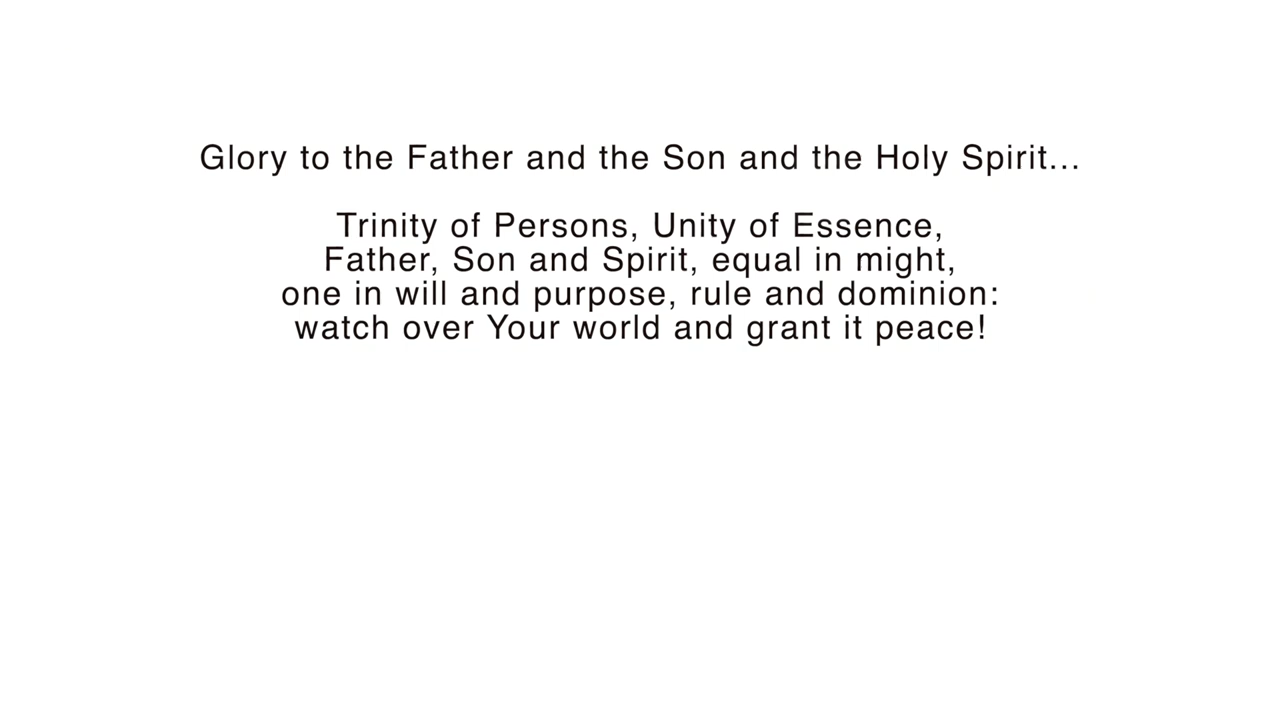 Glory to the Father and the Son and the Holy Spirit...
Trinity of Persons, Unity of Essence,
Father, Son and Spirit, equal in might,
one in will and purpose, rule and dominion:
watch over Your world and grant it peace!